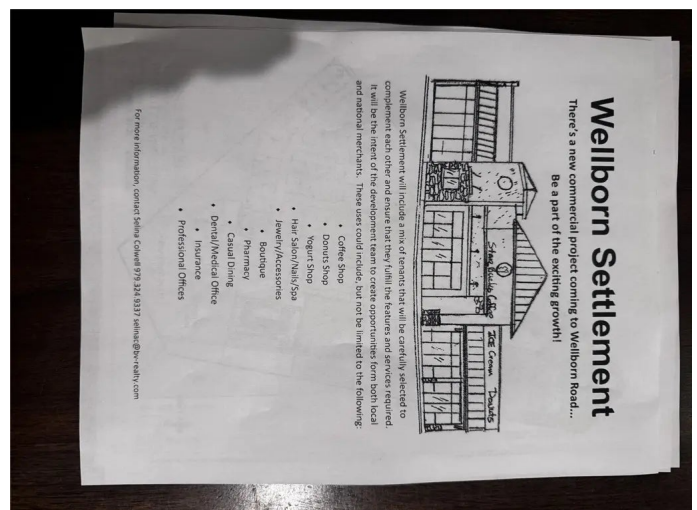 Wellborn Settlement
There's a new commercial project coming to Wellborn Road...
Be a part of the exciting growth!
Starbucks Coffee
ICE Cream
Donuts
Wellborn Settlement will include a mix of tenants that will be carefully selected to
complement each other and ensure that they fulfill the features and services required.
It will be the intent of the development team to create opportunities form both local
and national merchants. These uses could include, but not be limited to the following:
• Coffee Shop
• Donuts Shop
• Yogurt Shop
• Hair Salon/Nails/Spa
• Jewelry/Accessories
• Boutique
• Pharmacy
• Casual Dining
• Dental/Medical Office
• Insurance
• Professional Offices
For more information, contact Selina Colwell 979.324.9337 selinac@bv-realty.com